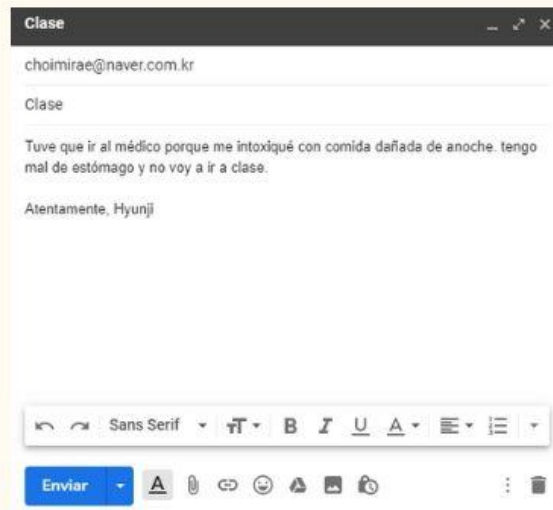 Clase
choimirae@naver.com.kr
Clase
Tuve que ir al médico porque me intoxiqué con comida dañada de anoche. tengo
mal de estómago y no voy a ir a clase.
Atentamente, Hyunji
Sans Serif
B I U A
Enviar
A